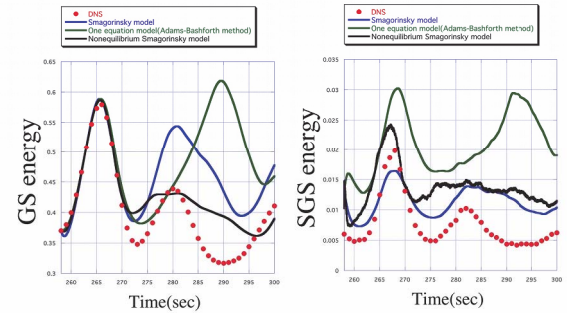 DNS
Smagorinsky model
One equation model(Adams-Bashforth method)
Nonequilibrium Smagorinsky model
0.65
0.6
0.55
0.5
0.45
0.4
0.35
0.3
GS energy
260 265 270 275 280 285 290 295 300
Time(sec)
DNS
Smagorinsky model
One equation model(Adams-Bashforth method)
Nonequilibrium Smagorinsky model
0.035
0.03
0.025
0.02
0.015
0.01
0.005
0
SGS energy
260 265 270 275 280 285 290 295 300
Time(sec)